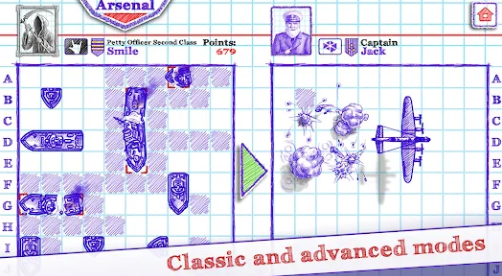 Arsenal
Petty Officer Second Class
Points:
Smile
679
Captain
Jack
A
B
C
D
E
F
G
H
I
A
B
C
D
E
F
G
Classic and advanced modes